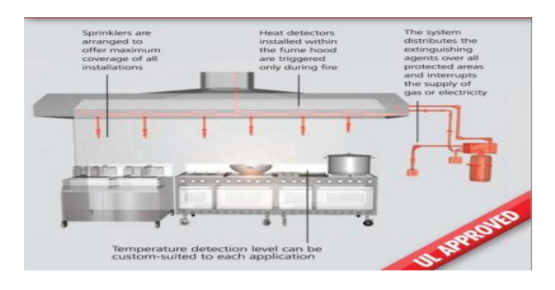 Sprinklers are
arranged to
offer maximum
coverage of all
installations
Heat detectors
installed within
the fume hood
are triggered
only during fire
The system
distributes the
extinguishing
agents over all
protected areas
and interrupts
the supply of
gas or electricity
Temperature detection level can be
custom-suited to each application
UL APPROVED